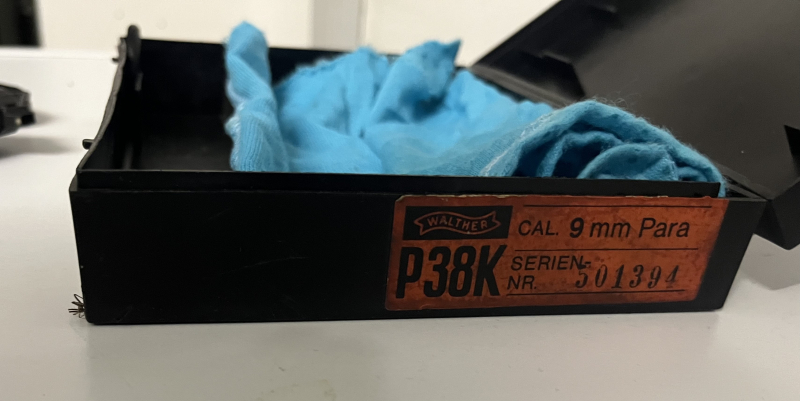 WALTHER
P38K
CAL. 9 mm Para
SERIEN-
NR. 501394